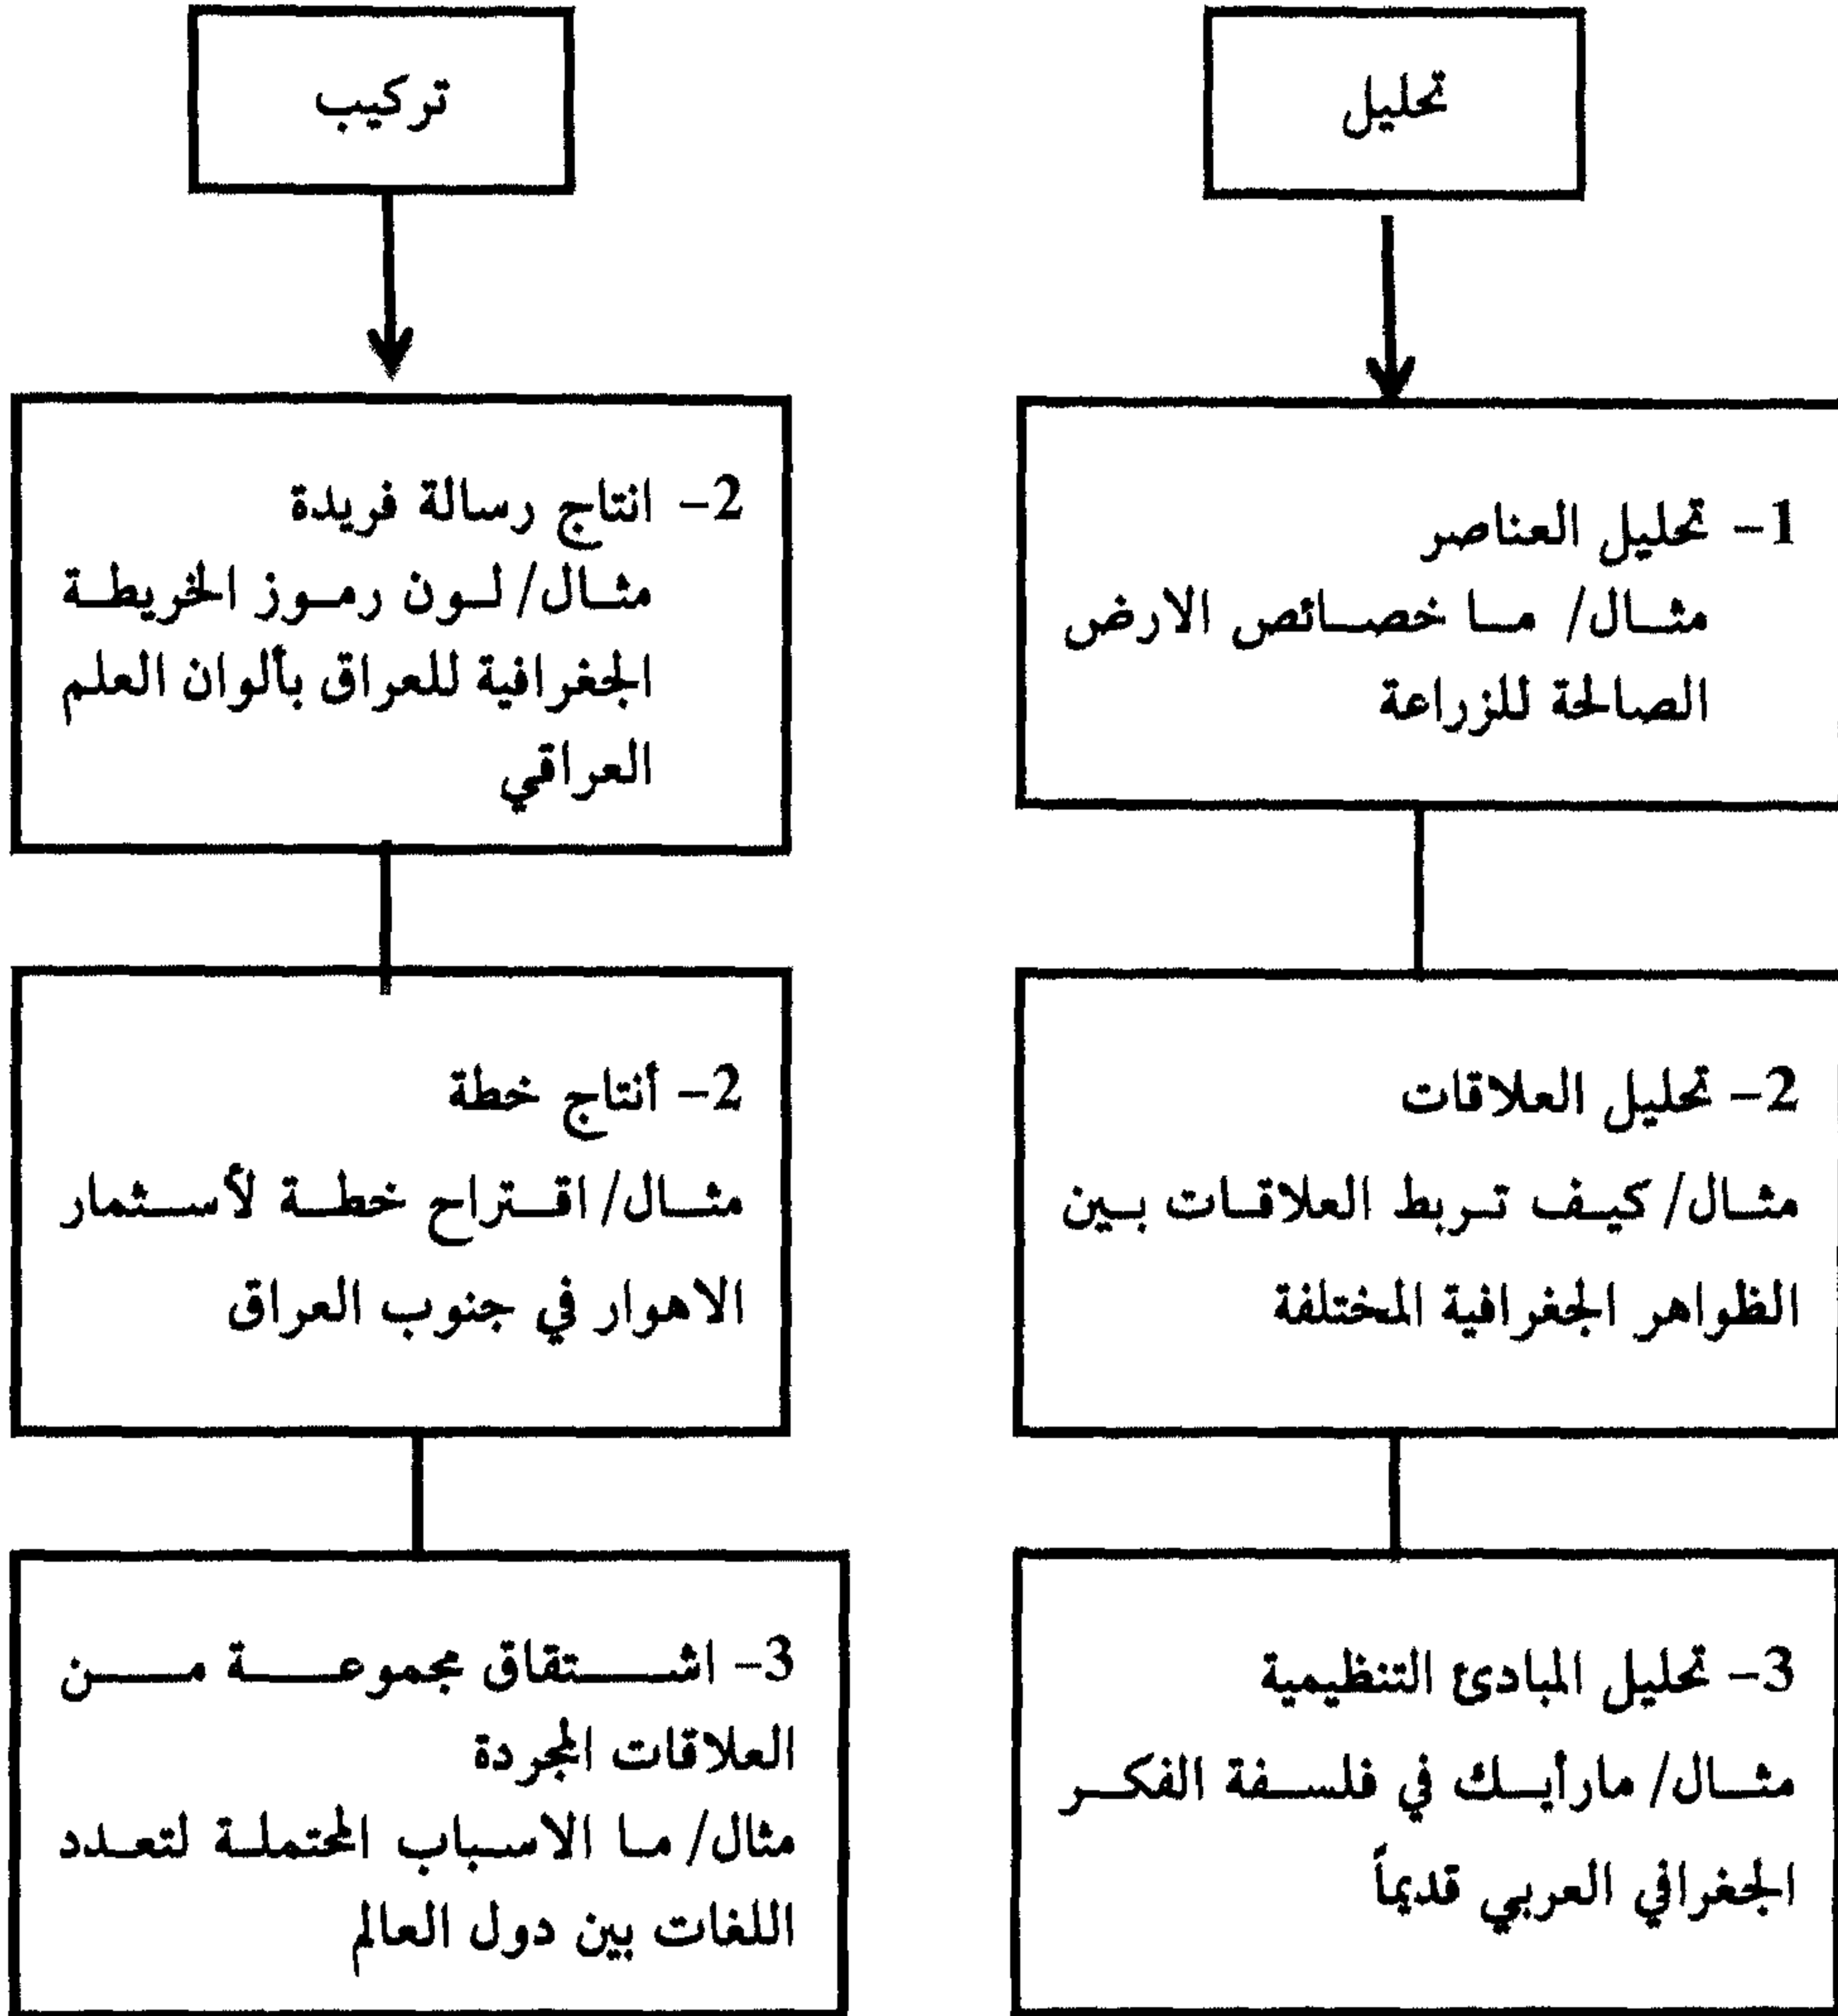 تحليل
1- تحليل العناصر
مثال/ ما خصائص الارض
الصالحة للزراعة
2- تحليل العلاقات
مثال/ كيف تربط العلاقات بين
الظواهر الجغرافية المختلفة
3- تحليل المبادئ التنظيمية
مثال/ مارأيك في فلسفة الفكر
الجغرافي العربي قديماً
تركيب
2- انتاج رسالة فريدة
مثال/ لون رموز الخريطة
الجغرافية للعراق بألوان العلم
العراقي
2- أنتاج خطة
مثال/ اقتراح خطة لأسثمار
الاهوار في جنوب العراق
3- اشتقاق مجموعة من
العلاقات المجردة
مثال/ ما الاسباب المحتملة لتعدد
اللغات بين دول العالم